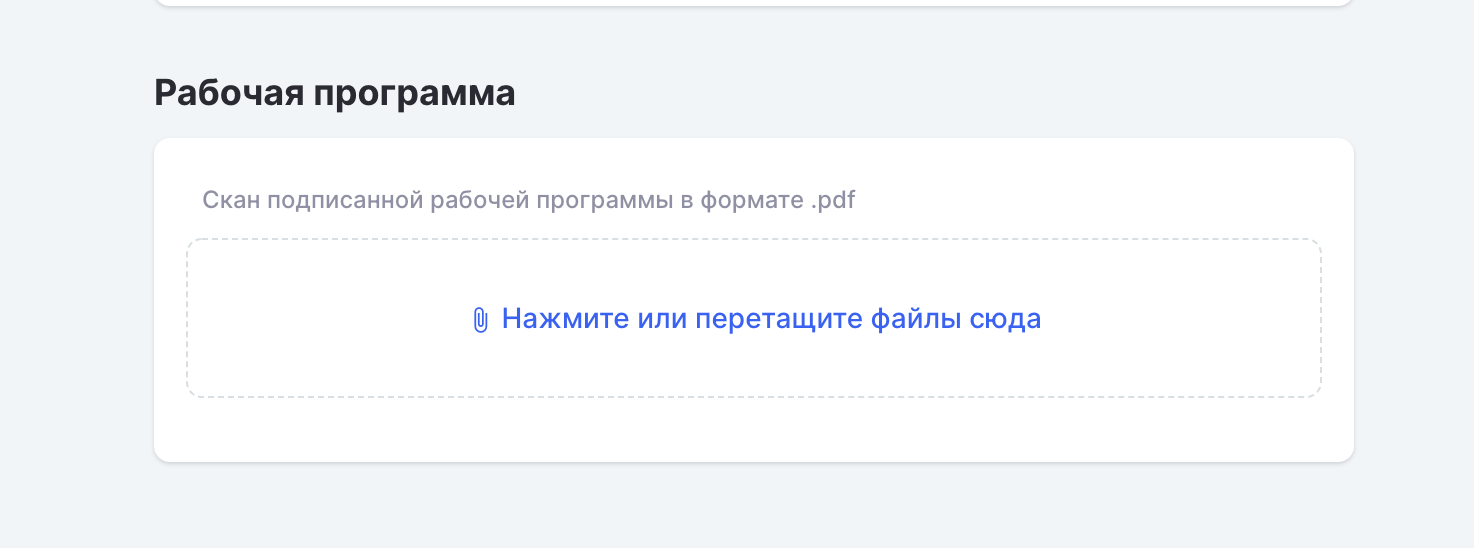 Рабочая программа
Скан подписанной рабочей программы в формате .pdf
Нажмите или перетащите файлы сюда